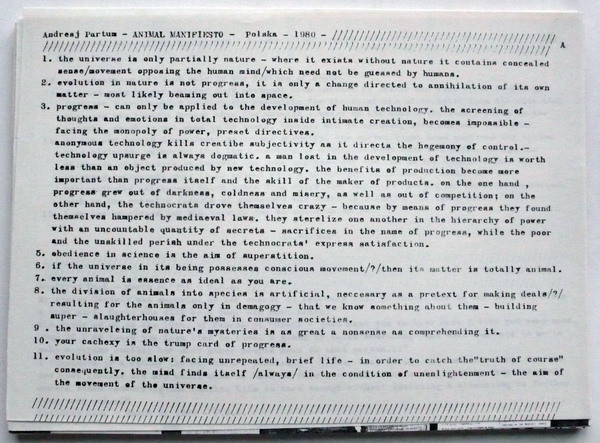 Andreaj Partum - ANIMAL MANIFIESTO - Polska - 1980 - ////////////////////////////////
//////////////////////////////////////////////////////////////////////// A
1. the universe is only partially nature - where it exists without nature it contains concealed
sense/movement opposing the human mind/which need not be guessed by humans.
2. evolution in nature is not progress, it is only a change directed to annihilation of its own
matter - most likely beaming out into space.
3. progress - can only be applied to the development of human technology. the screening of
thoughts and emotions in total technology inside intimate creation, becomes impossible -
facing the monopoly of power, preset directives.
anonymous technology kills creatibe subjectivity as it directs the hegemony of control.-
technology upsurge is always dogmatic. a man lost in the development of technology is worth
less than an object produced by new technology. the benefits of production become more
important than progress itself and the skill of the maker of products. on the one hand ,
progress grew out of darkness, coldness and misery, as well as out of competition; on the
other hand, the technocrats drove themselves crazy - because by means of progress they found
themselves hampered by mediaeval laws. they sterelize one another in the hierarchy of power
with an uncountable quantity of secrets - sacrifices in the name of progress, while the poor
and the unskilled perish under the technocrats' express satisfaction.
5. obedience in science is the aim of superstition.
6. if the universe in its being possesses conscious movement/?/then its matter is totally animal.
7. every animal is essence as ideal as you are.
8. the division of animals into species is artificial, neccesary as a pretext for making deals/?/
resulting for the animals only in demagogy - that we know something about them - building
super - slaughterhouses for them in consumer societies.
9 . the unraveleing of nature's mysteries is as great a nonsense as comprehending it.
10. your cachexy is the trump card of progress.
11. evolution is too slow: facing unrepeated, brief life - in order to catch the"truth of course"
consequently. the mind finds itself /always/ in the condition of unenlightenment - the aim of
the movement of the universe.
////////////////////////////////////////////////////////////////////////
////////////////////////////////////////////////////////////////////////